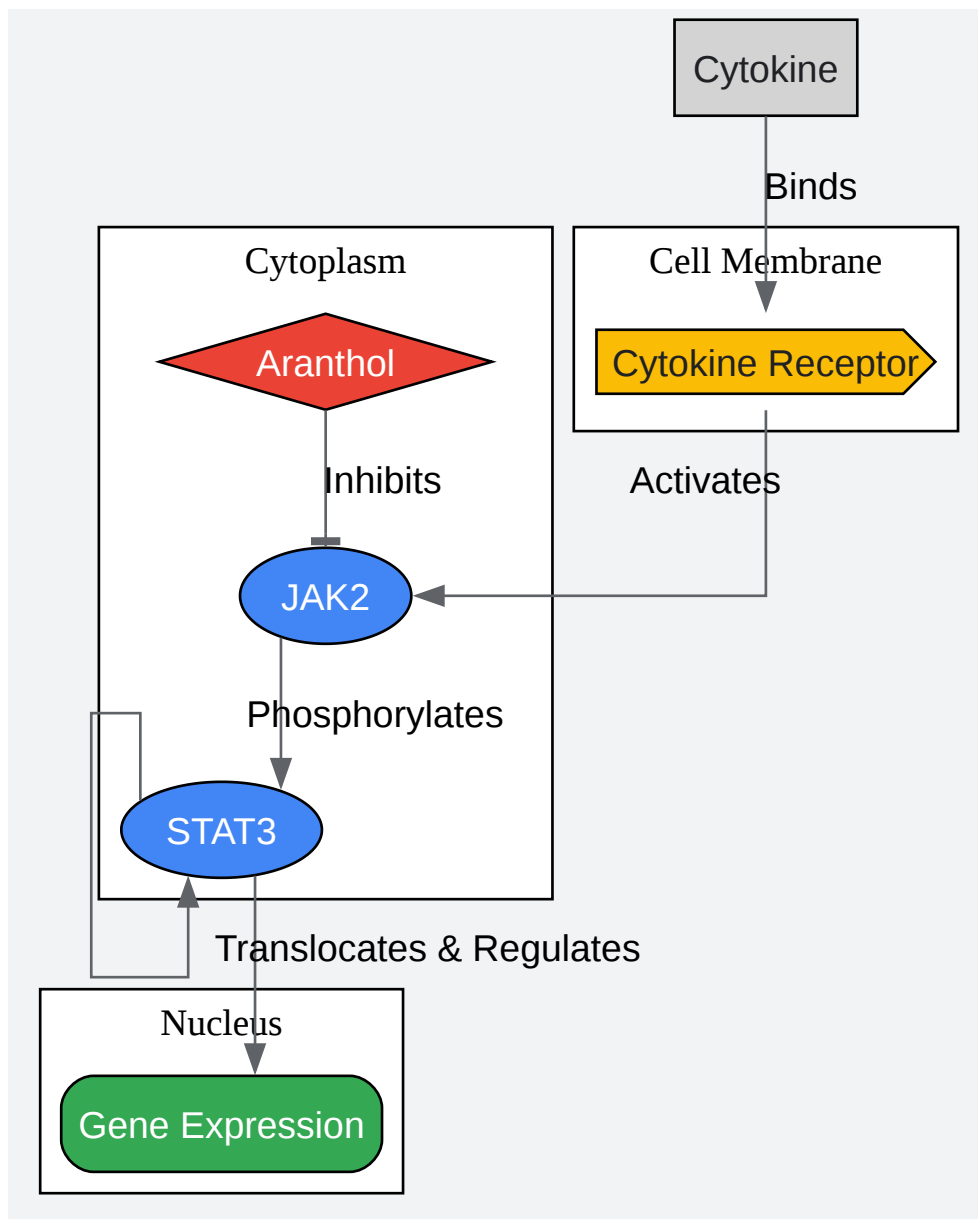 Cytokine
Binds
Cytoplasm
Cell Membrane
Aranthol
Cytokine Receptor
Inhibits
Activates
JAK2
Phosphorylates
STAT3
Translocates & Regulates
Nucleus
Gene Expression